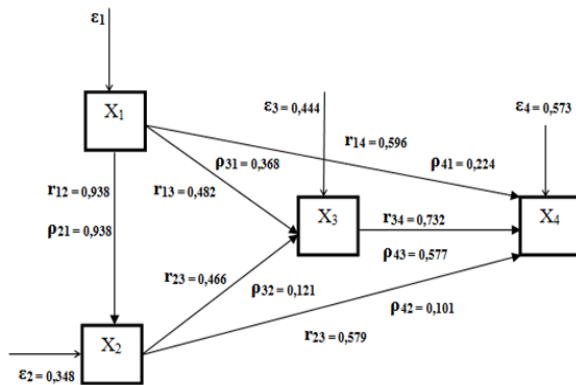 ε1
X1
ε3 = 0,444
ε4 = 0,573
r14 = 0,596
ρ31 = 0,368
ρ41 = 0,224
r12 = 0,938
r13 = 0,482
X3
r34 = 0,732
X4
ρ21 = 0,938
ρ43 = 0,577
r23 = 0,466
ρ32 = 0,121
ρ42 = 0,101
X2
r23 = 0,579
ε2 = 0,348